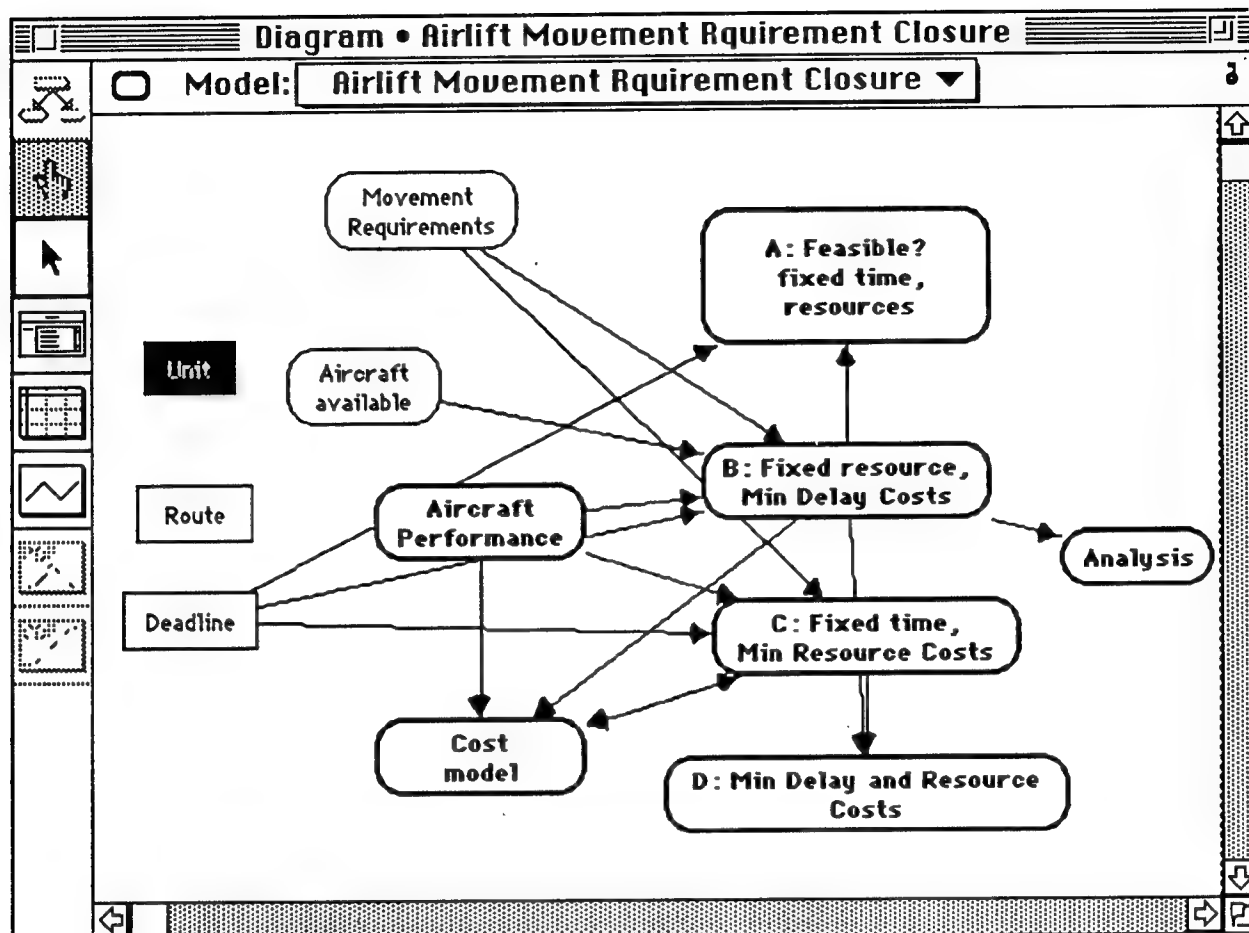 Diagram • Airlift Movement Rquirement Closure
Model: Airlift Movement Rquirement Closure
Movement
Requirements
A: Feasible?
fixed time,
resources
Unit
Aircraft
available
B: Fixed resource,
Min Delay Costs
Route
Aircraft
Performance
Analysis
Deadline
C: Fixed time,
Min Resource Costs
Cost
model
D: Min Delay and Resource
Costs